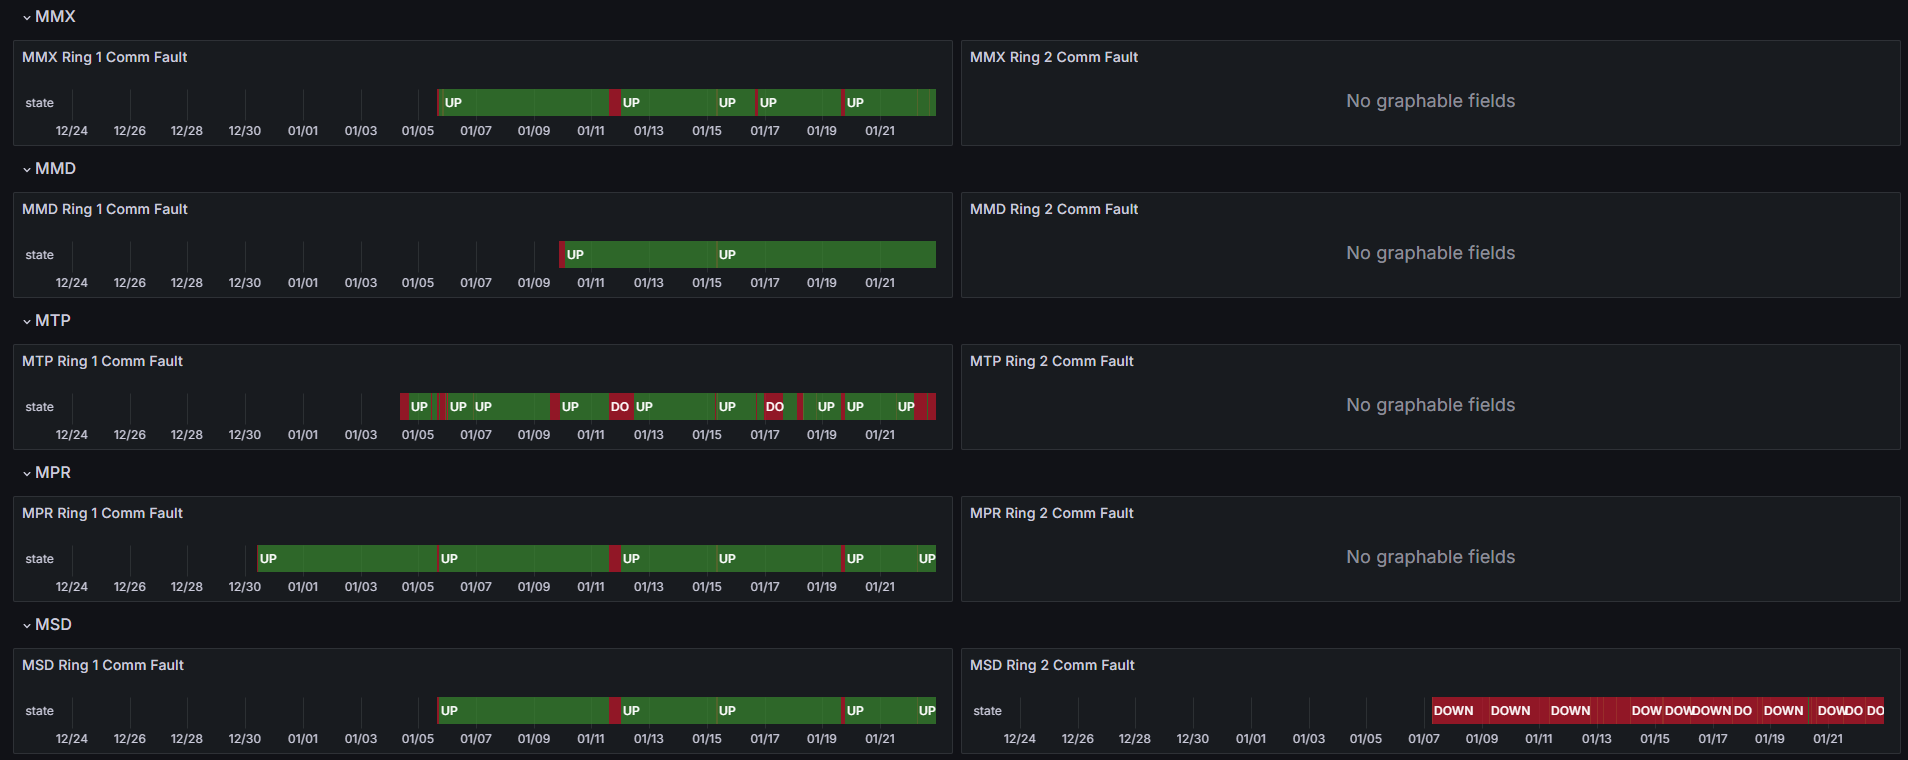 MMX
MMX Ring 1 Comm Fault
state
UP UP UP UP UP
12/24 12/26 12/28 12/30 01/01 01/03 01/05 01/07 01/09 01/11 01/13 01/15 01/17 01/19 01/21
MMX Ring 2 Comm Fault
No graphable fields
MMD
MMD Ring 1 Comm Fault
state
UP UP
12/24 12/26 12/28 12/30 01/01 01/03 01/05 01/07 01/09 01/11 01/13 01/15 01/17 01/19 01/21
MMD Ring 2 Comm Fault
No graphable fields
MTP
MTP Ring 1 Comm Fault
state
UP UP UP UP DO UP UP DO UP UP UP
12/24 12/26 12/28 12/30 01/01 01/03 01/05 01/07 01/09 01/11 01/13 01/15 01/17 01/19 01/21
MTP Ring 2 Comm Fault
No graphable fields
MPR
MPR Ring 1 Comm Fault
state
UP UP UP UP UP UP
12/24 12/26 12/28 12/30 01/01 01/03 01/05 01/07 01/09 01/11 01/13 01/15 01/17 01/19 01/21
MPR Ring 2 Comm Fault
No graphable fields
MSD
MSD Ring 1 Comm Fault
state
UP UP UP UP UP
12/24 12/26 12/28 12/30 01/01 01/03 01/05 01/07 01/09 01/11 01/13 01/15 01/17 01/19 01/21
MSD Ring 2 Comm Fault
state
DOWN DOWN DOWN DOW DOW DOWN DO DOWN DOW DO DO
12/24 12/26 12/28 12/30 01/01 01/03 01/05 01/07 01/09 01/11 01/13 01/15 01/17 01/19 01/21